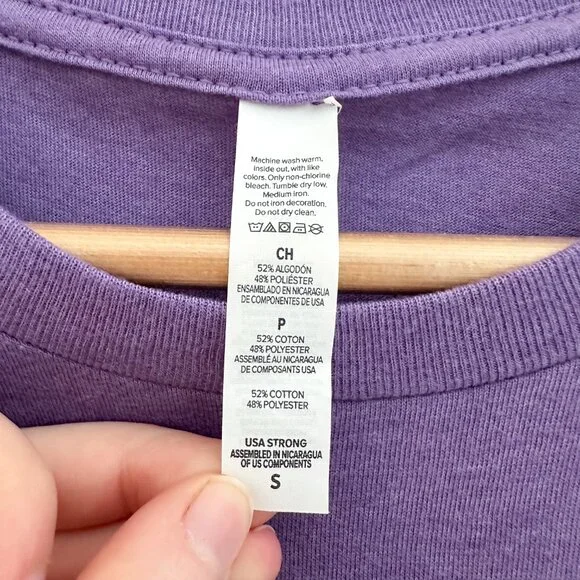 Machine wash warm,
inside out, with like
colors. Only non-chlorine
bleach. Tumble dry low.
Medium iron.
Do not iron decoration.
Do not dry clean.
CH
52% ALGODÓN
48% POLIÉSTER
ENSAMBLADO EN NICARAGUA
DE COMPONENTES DE USA
P
52% COTON
48% POLYESTER
ASSEMBLÉ AU NICARAGUA
DE COMPOSANTS USA
52% COTTON
48% POLYESTER
USA STRONG
ASSEMBLED IN NICARAGUA
OF US COMPONENTS
S